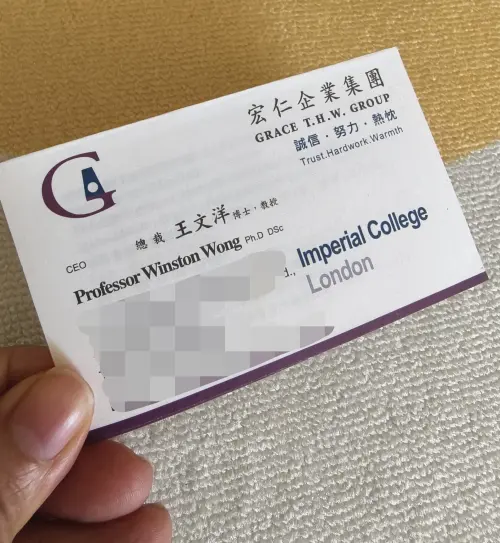 宏仁企業集團
GRACE T.H.W. GROUP
誠信·努力·熱忱
Trust.Hardwork.Warmth
總裁 王文洋 博士·教授
CEO
Professor Winston Wong Ph.D DSc
d., Imperial College
London